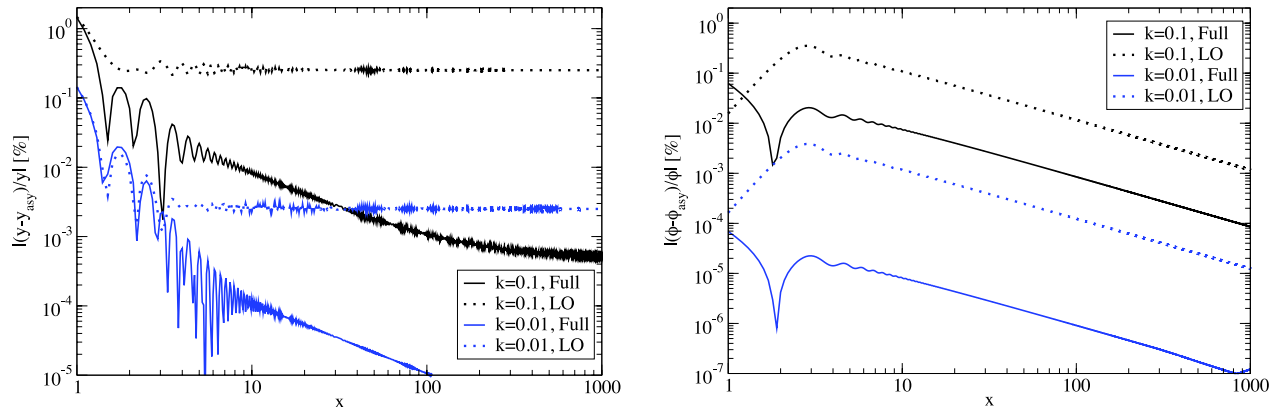 |(y-y_asy)/y| [%]
10^0
10^-1
10^-2
10^-3
10^-4
10^-5
k=0.1, Full
k=0.1, LO
k=0.01, Full
k=0.01, LO
1
10
100
1000
x
|(ϕ-ϕ_asy)/ϕ| [%]
10^0
10^-1
10^-2
10^-3
10^-4
10^-5
10^-6
10^-7
k=0.1, Full
k=0.1, LO
k=0.01, Full
k=0.01, LO
1
10
100
1000
x